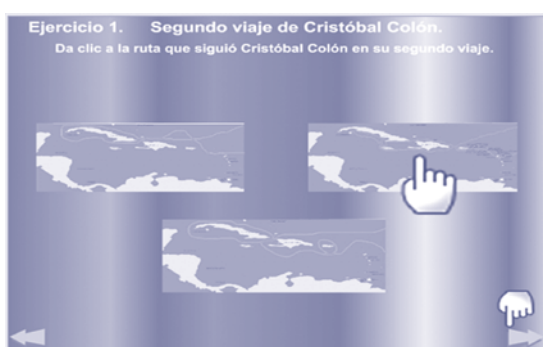 Ejercicio 1. Segundo viaje de Cristóbal Colón.
Da clic a la ruta que siguió Cristóbal Colón en su segundo viaje.